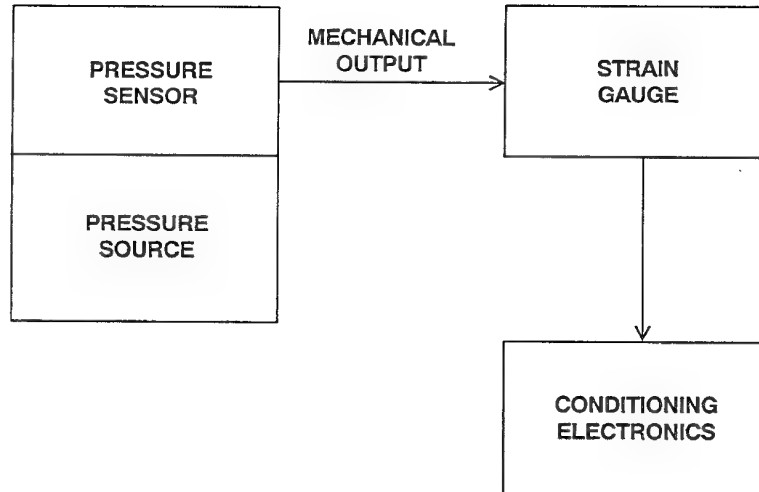 PRESSURE
SENSOR
MECHANICAL
OUTPUT
STRAIN
GAUGE
PRESSURE
SOURCE
CONDITIONING
ELECTRONICS